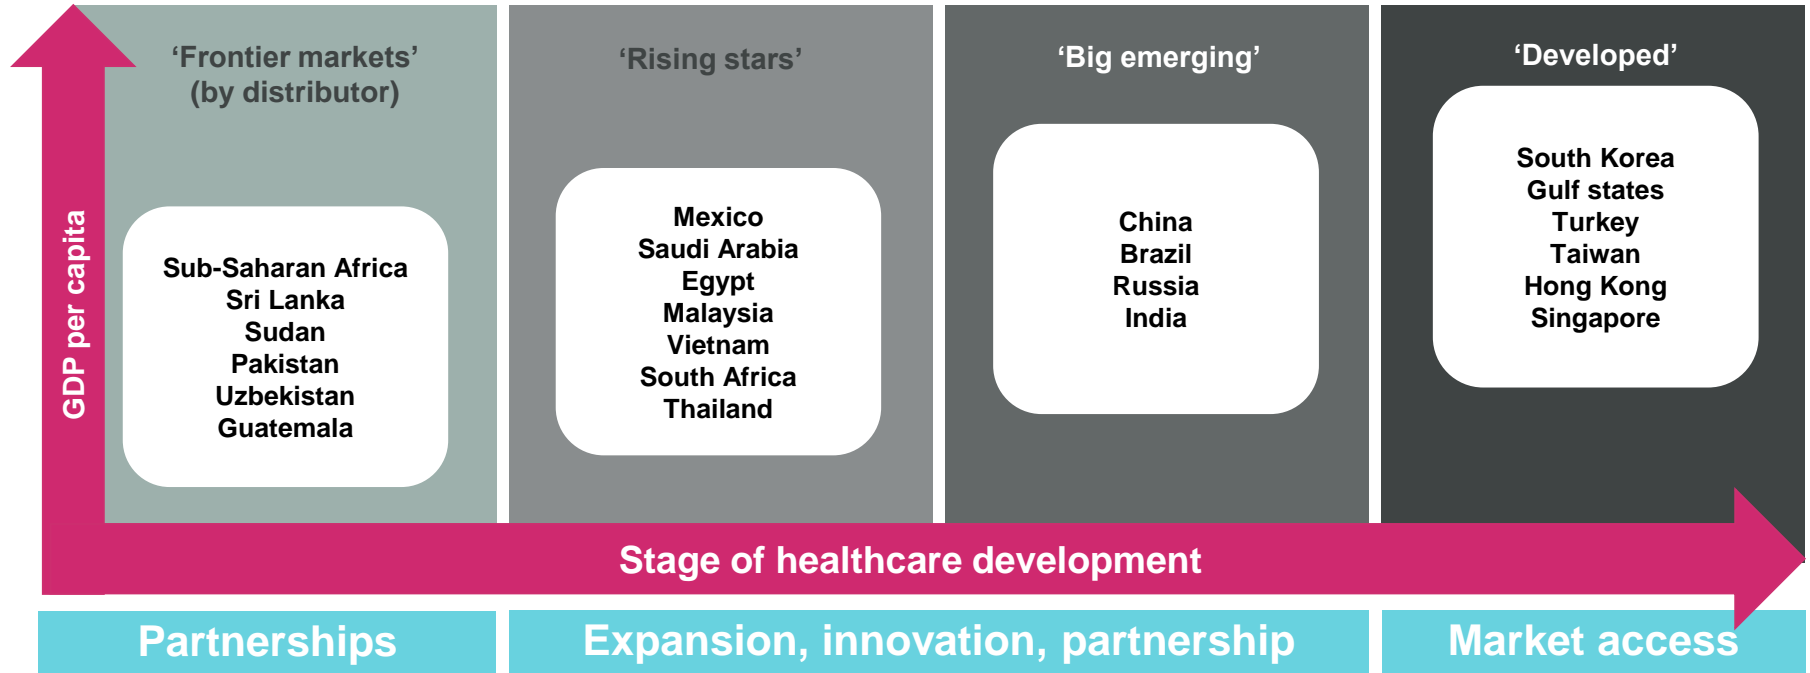 GDP per capita
‘Frontier markets’
(by distributor)
Sub-Saharan Africa
Sri Lanka
Sudan
Pakistan
Uzbekistan
Guatemala
‘Rising stars’
Mexico
Saudi Arabia
Egypt
Malaysia
Vietnam
South Africa
Thailand
‘Big emerging’
China
Brazil
Russia
India
‘Developed’
South Korea
Gulf states
Turkey
Taiwan
Hong Kong
Singapore
Stage of healthcare development
Partnerships
Expansion, innovation, partnership
Market access